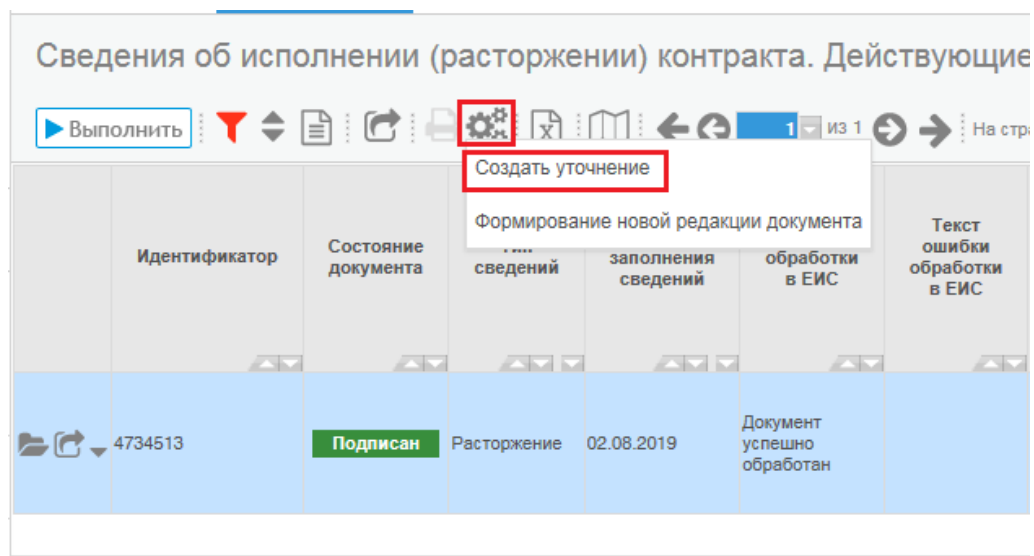 Сведения об исполнении (расторжении) контракта. Действующие
Выполнить
1 из 1
На стра
Создать уточнение
Формирование новой редакции документа
Идентификатор
Состояние
документа
сведений
заполнения
сведений
обработки
в ЕИС
Текст
ошибки
обработки
в ЕИС
4734513
Подписан
Расторжение
02.08.2019
Документ
успешно
обработан